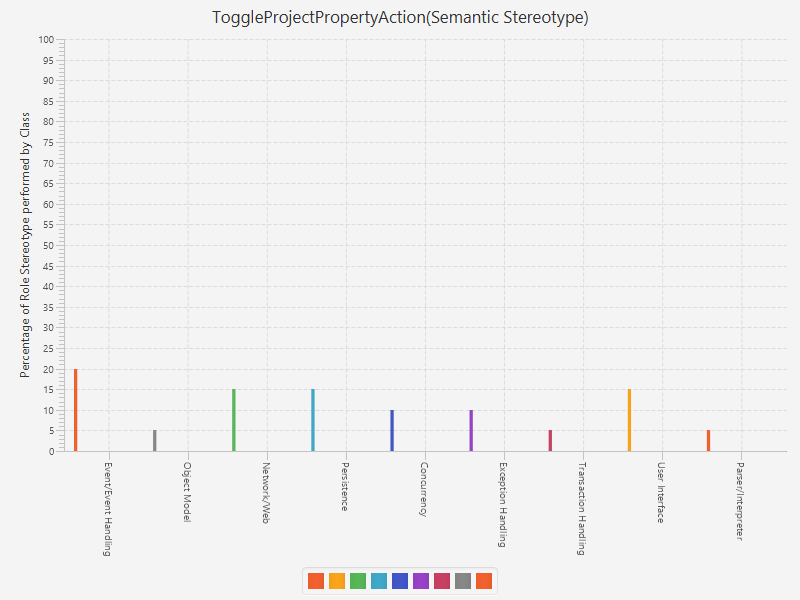 ToggleProjectPropertyAction(Semantic Stereotype)
Percentage of Role Stereotype performed by Class
100
95
90
85
80
75
70
65
60
55
50
45
40
35
30
25
20
15
10
5
0
Event/Event Handling
Object Model
Network/Web
Persistence
Concurrency
Exception Handling
Transaction Handling
User Interface
Parser/Interpreter